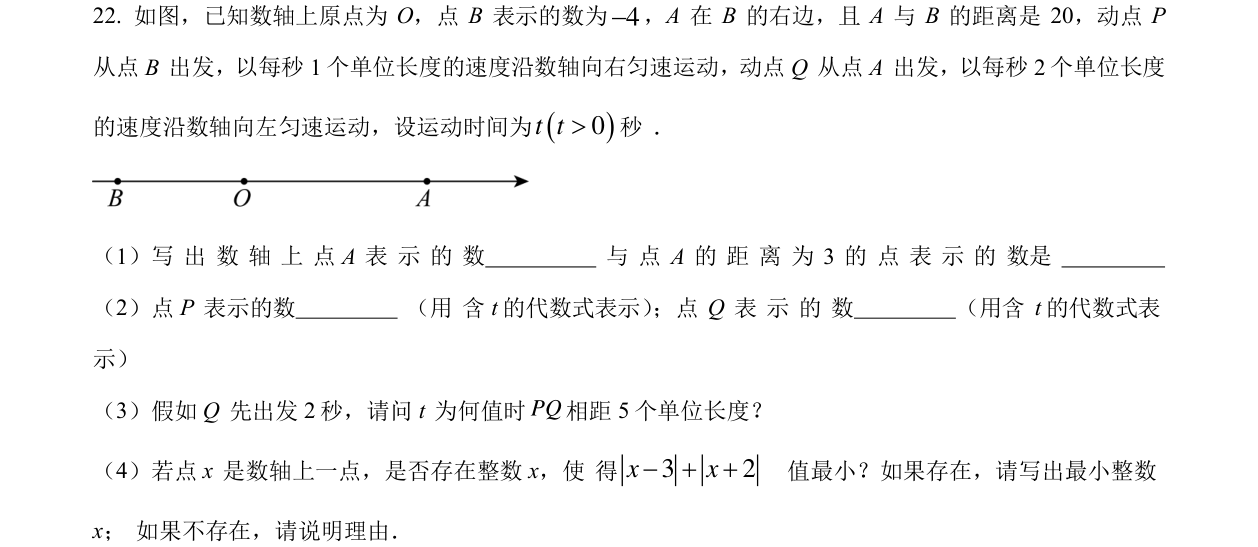 22. 如图，已知数轴上原点为 O，点 B 表示的数为 –4，A 在 B 的右边，且 A 与 B 的距离是 20，动点 P
从点 B 出发，以每秒 1 个单位长度的速度沿数轴向右匀速运动，动点 Q 从点 A 出发，以每秒 2 个单位长度
的速度沿数轴向左匀速运动，设运动时间为 t(t > 0) 秒．
B O A
（1）写出数轴上点 A 表示的数_________ 与点 A 的距离为 3 的点表示的数是 _________
（2）点 P 表示的数_________ （用含 t 的代数式表示）；点 Q 表示的数_________（用含 t 的代数式表
示）
（3）假如 Q 先出发 2 秒，请问 t 为何值时 PQ 相距 5 个单位长度？
（4）若点 x 是数轴上一点，是否存在整数 x，使得 |x−3|+|x+2| 值最小？如果存在，请写出最小整数
x； 如果不存在，请说明理由．